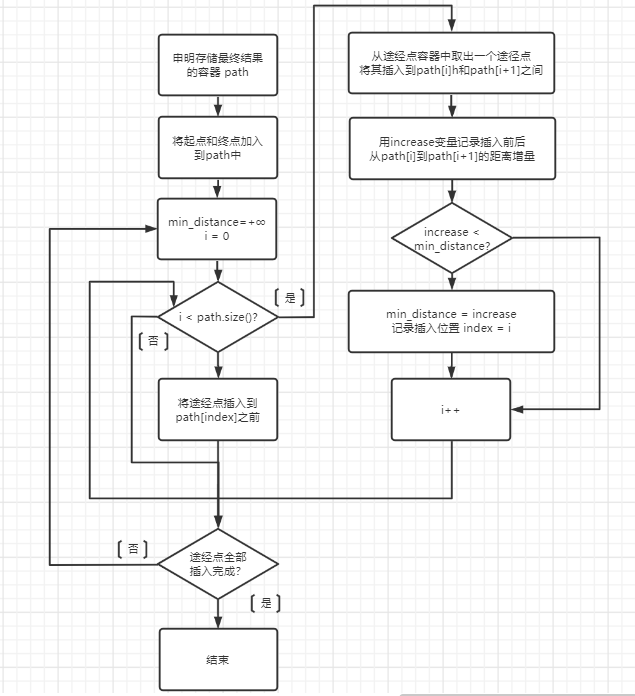 申明存储最终结果
的容器 path
将起点和终点加入
到path中
min_distance=+∞
i = 0
i < path.size()?
是
否
将途经点插入到
path[index]之前
途经点全部
插入完成?
否
是
结束
从途经点容器中取出一个途径点
将其插入到path[i]h和path[i+1]之间
用increase变量记录插入前后
从path[i]到path[i+1]的距离增量
increase <
min_distance?
min_distance = increase
记录插入位置 index = i
i++